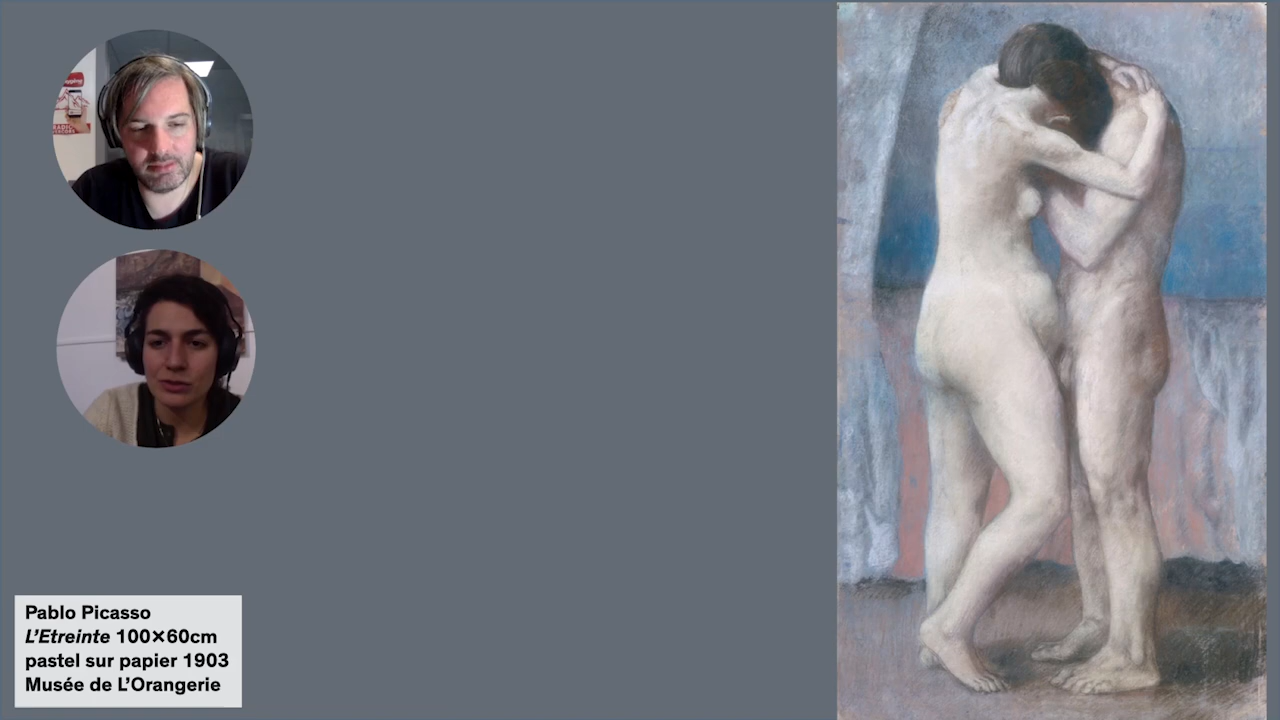 Pablo Picasso
L’Etreinte 100×60cm
pastel sur papier 1903
Musée de L’Orangerie